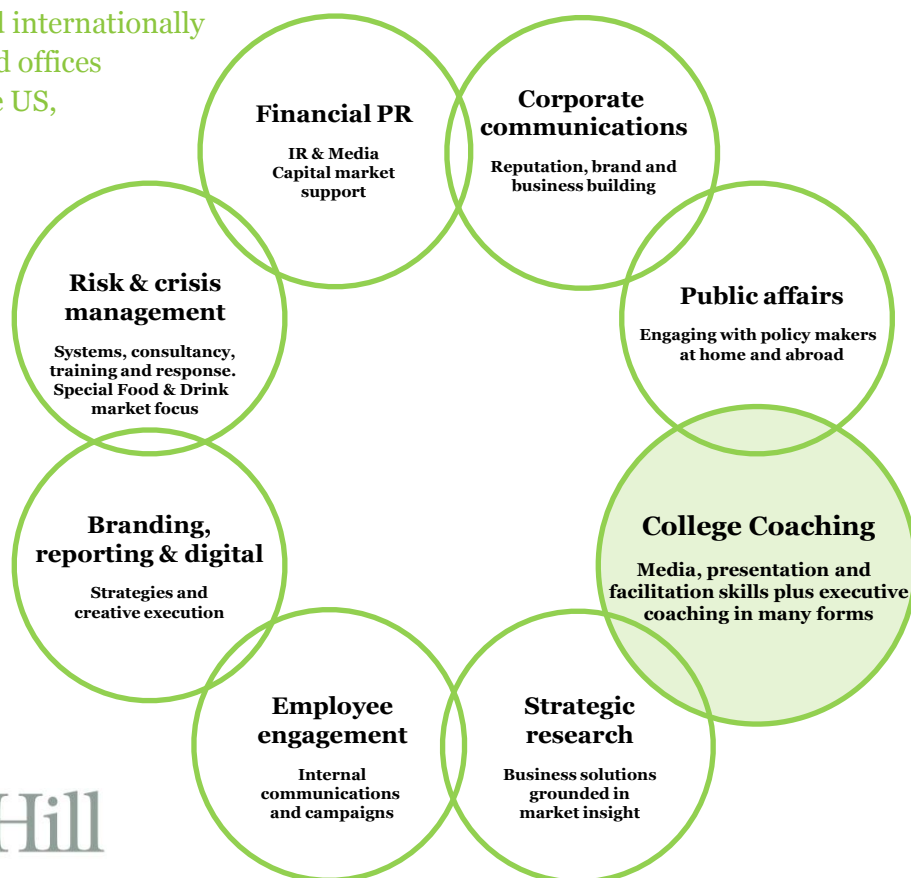 internationally
offices
US,
Financial PR
IR & Media
Capital market
support
Corporate
communications
Reputation, brand and
business building
Risk & crisis
management
Systems, consultancy,
training and response.
Special Food & Drink
market focus
Public affairs
Engaging with policy makers
at home and abroad
Branding,
reporting & digital
Strategies and
creative execution
College Coaching
Media, presentation and
facilitation skills plus executive
coaching in many forms
Employee
engagement
Internal
communications
and campaigns
Strategic
research
Business solutions
grounded in
market insight
Hill